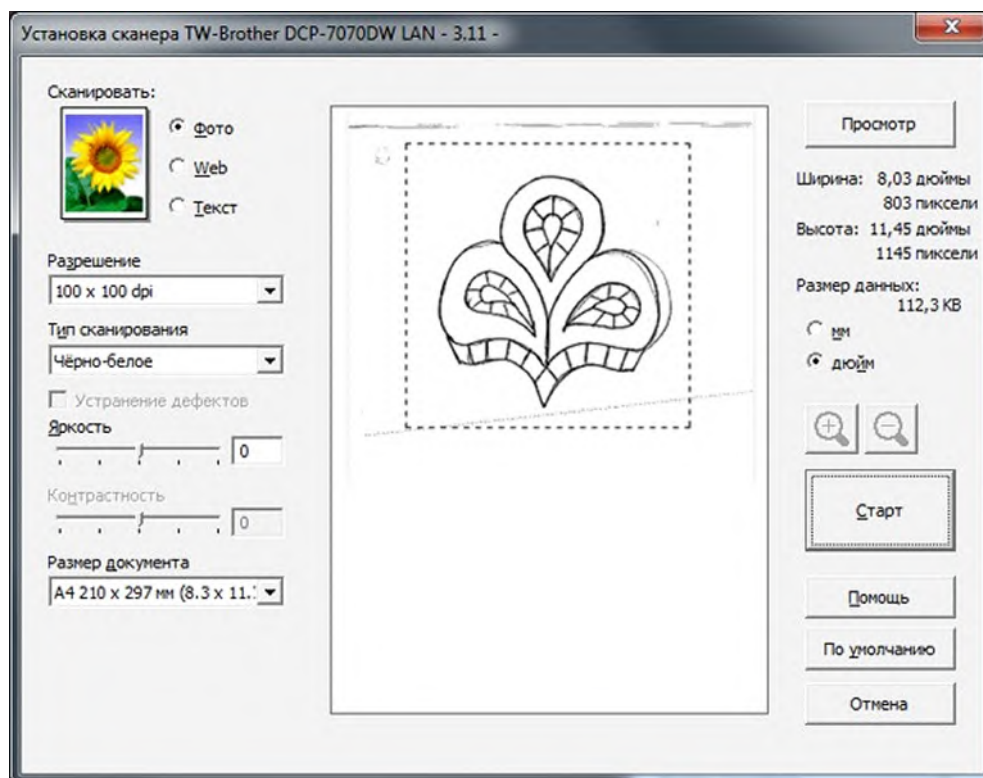 Установка сканера TW-Brother DCP-7070DW LAN - 3.11 -
Сканировать:
Фото
Web
Текст
Разрешение
100 x 100 dpi
Тип сканирования
Чёрно-белое
Устранение дефектов
Яркость
0
Контрастность
0
Размер документа
A4 210 x 297 мм (8.3 x 11.
Просмотр
Ширина: 8,03 дюймы
803 пиксели
Высота: 11,45 дюймы
1145 пиксели
Размер данных:
112,3 KB
мм
дюйм
Старт
Помощь
По умолчанию
Отмена